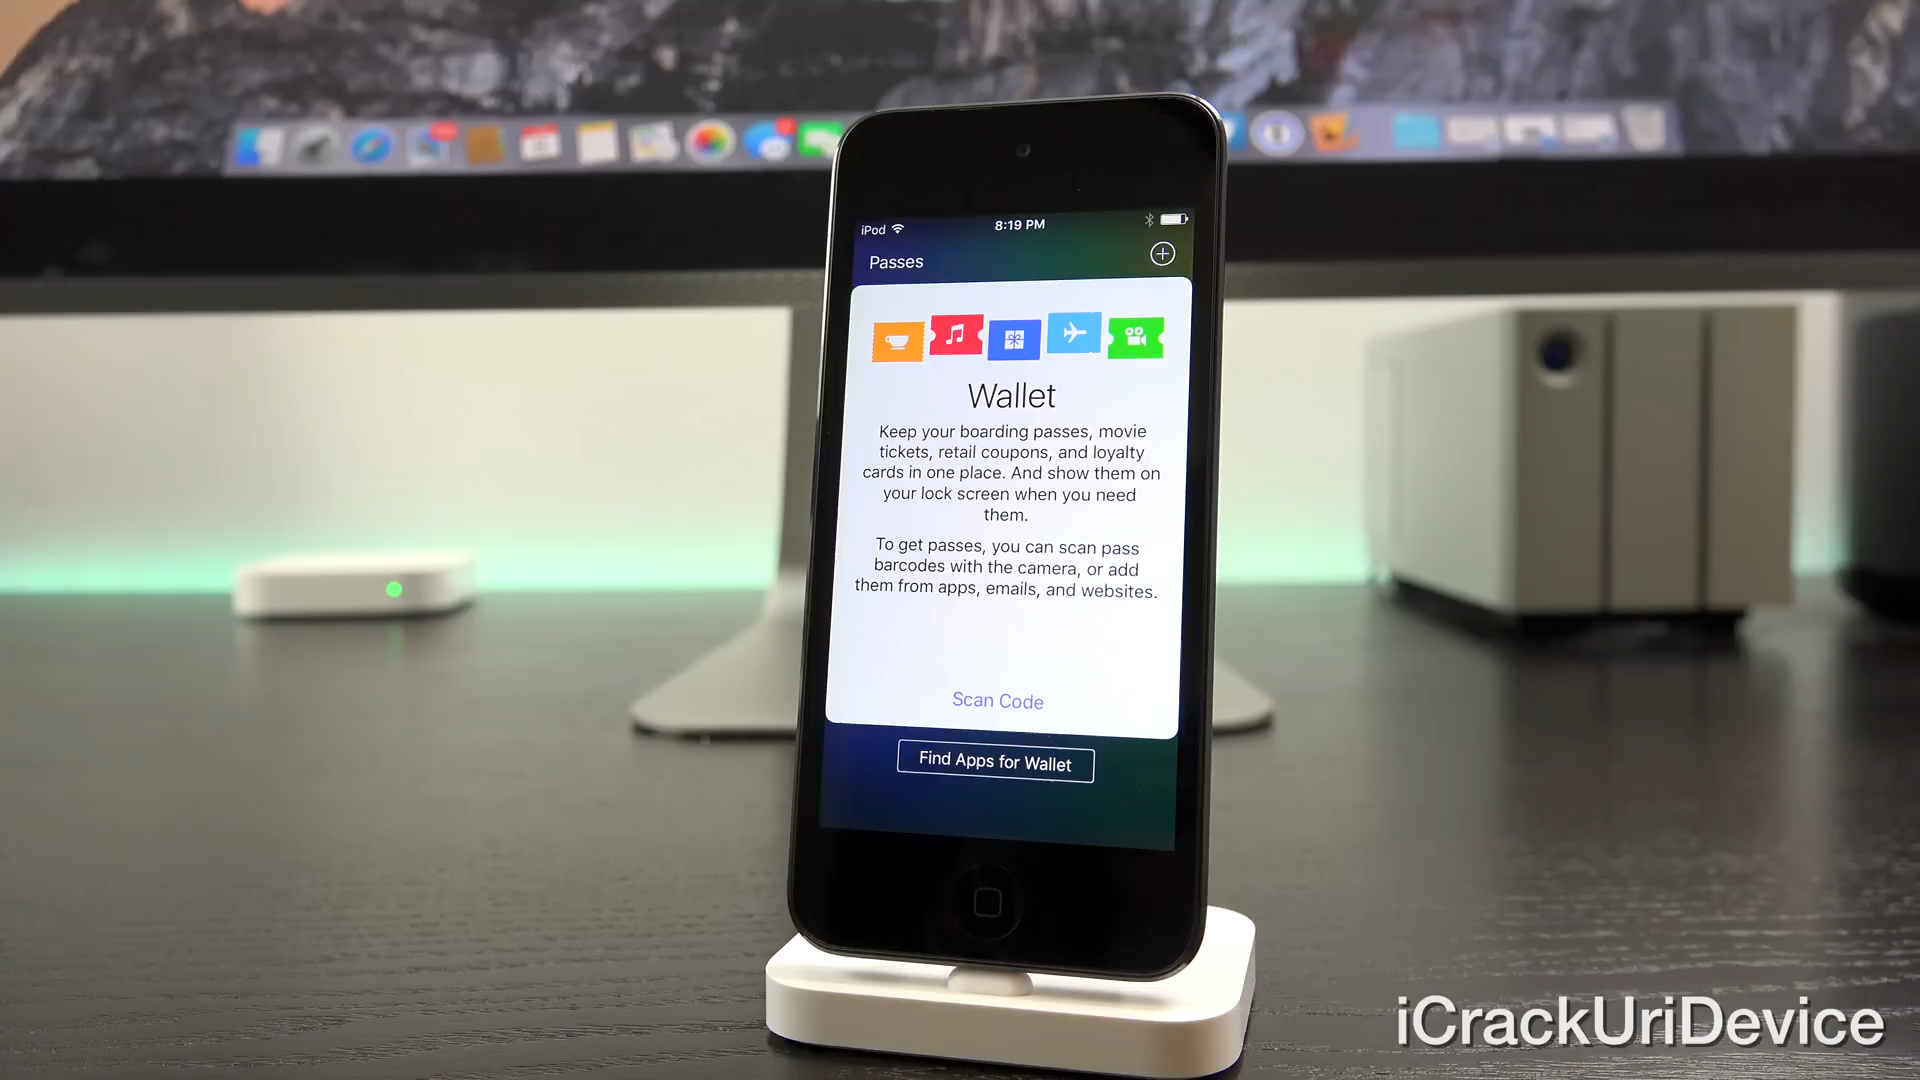 iPod
8:19 PM
Passes
Wallet
Keep your boarding passes, movie
tickets, retail coupons, and loyalty
cards in one place. And show them on
your lock screen when you need
them.
To get passes, you can scan pass
barcodes with the camera, or add
them from apps, emails, and websites.
Scan Code
Find Apps for Wallet
iCrackUriDevice